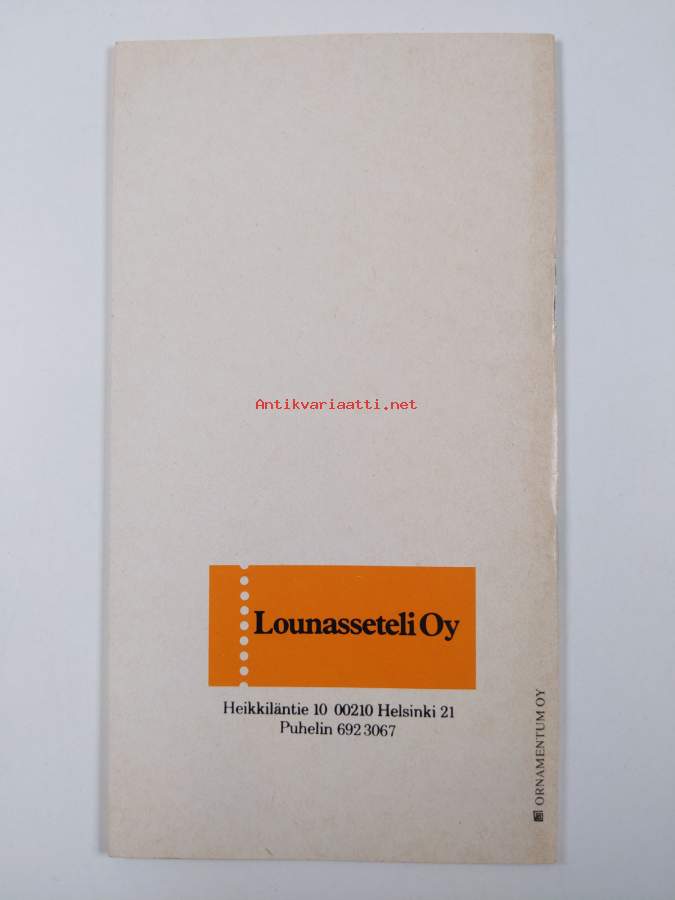 Antikvariaatti.net
Lounasseteli Oy
Heikkiläntie 10 00210 Helsinki 21
Puhelin 692 3067
ORNAMENTUM OY